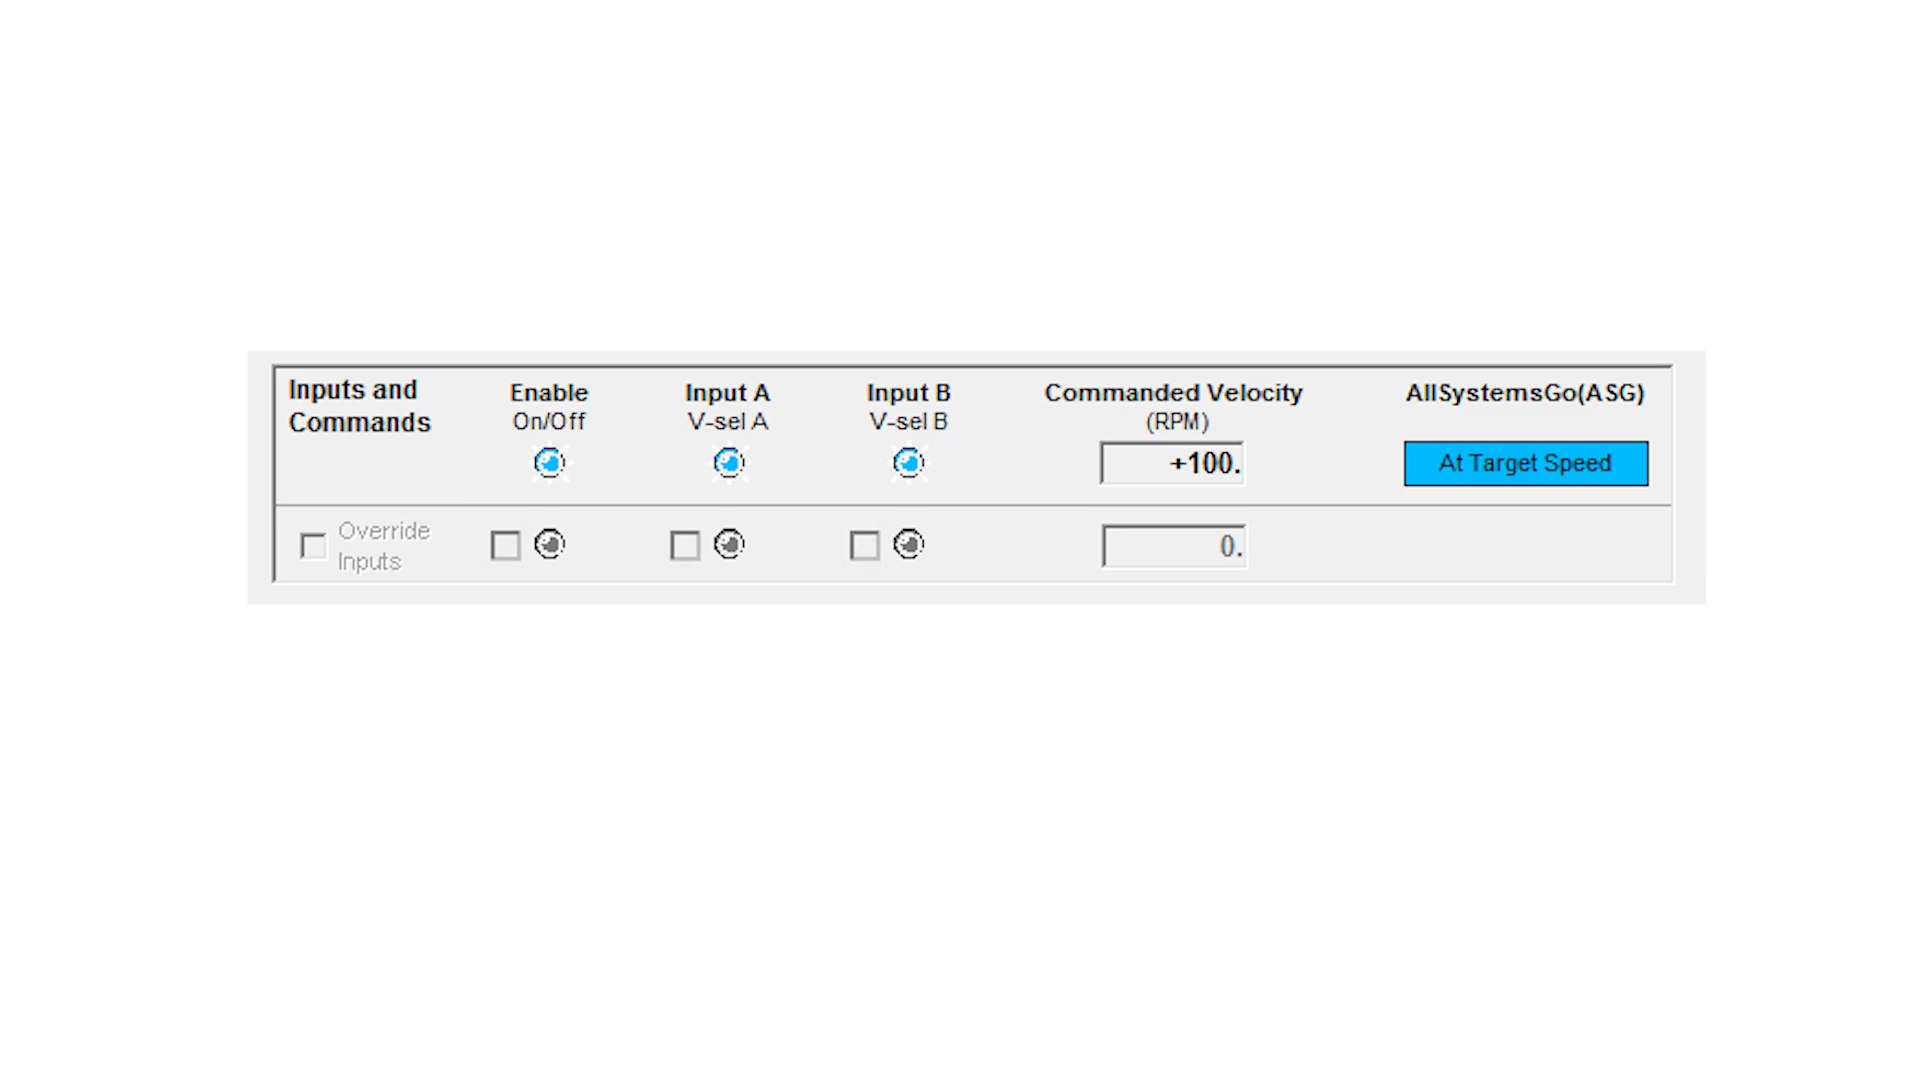 Inputs and
Commands
Enable
On/Off
Input A
V-sel A
Input B
V-sel B
Commanded Velocity
(RPM)
+100.
AllSystemsGo(ASG)
At Target Speed
Override
Inputs
0.